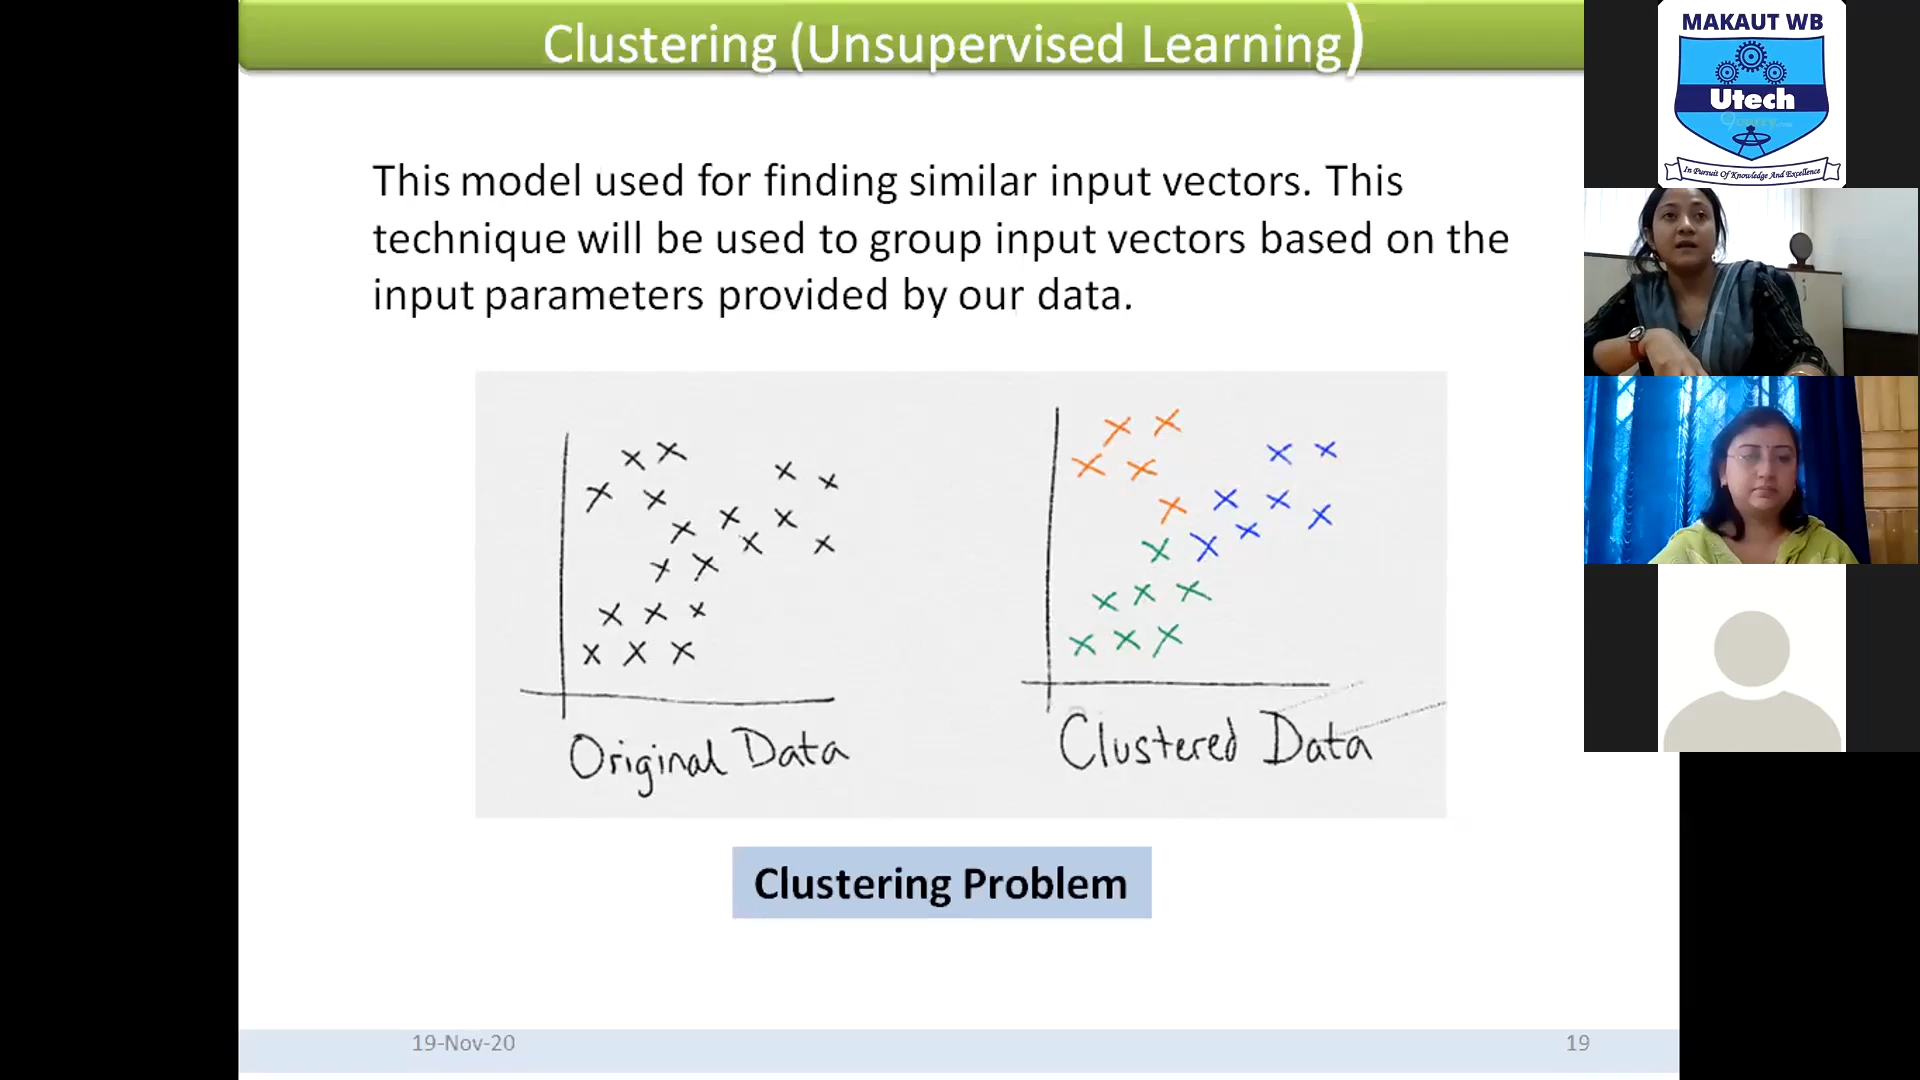 Clustering (Unsupervised Learning)
MAKAUT WB
Utech
In Pursuit Of Knowledge And Excellence
This model used for finding similar input vectors. This
technique will be used to group input vectors based on the
input parameters provided by our data.
Original Data
Clustered Data
Clustering Problem
19-Nov-20
19